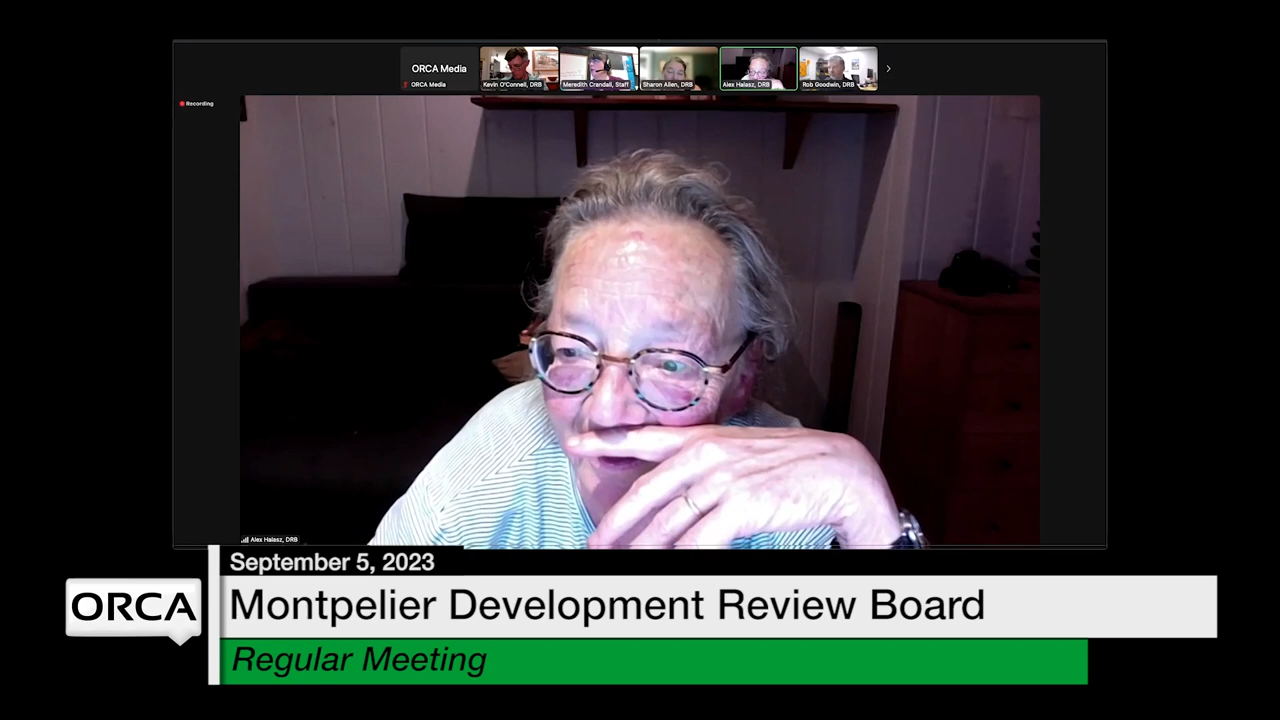 ORCA Media
ORCA Media
Kevin O'Connell, DRB
Meredith Crandall, Staff
Sharon Allen, DRB
Alex Halasz, DRB
Rob Goodwin, DRB
Recording
Alex Halasz, DRB
September 5, 2023
ORCA
Montpelier Development Review Board
Regular Meeting